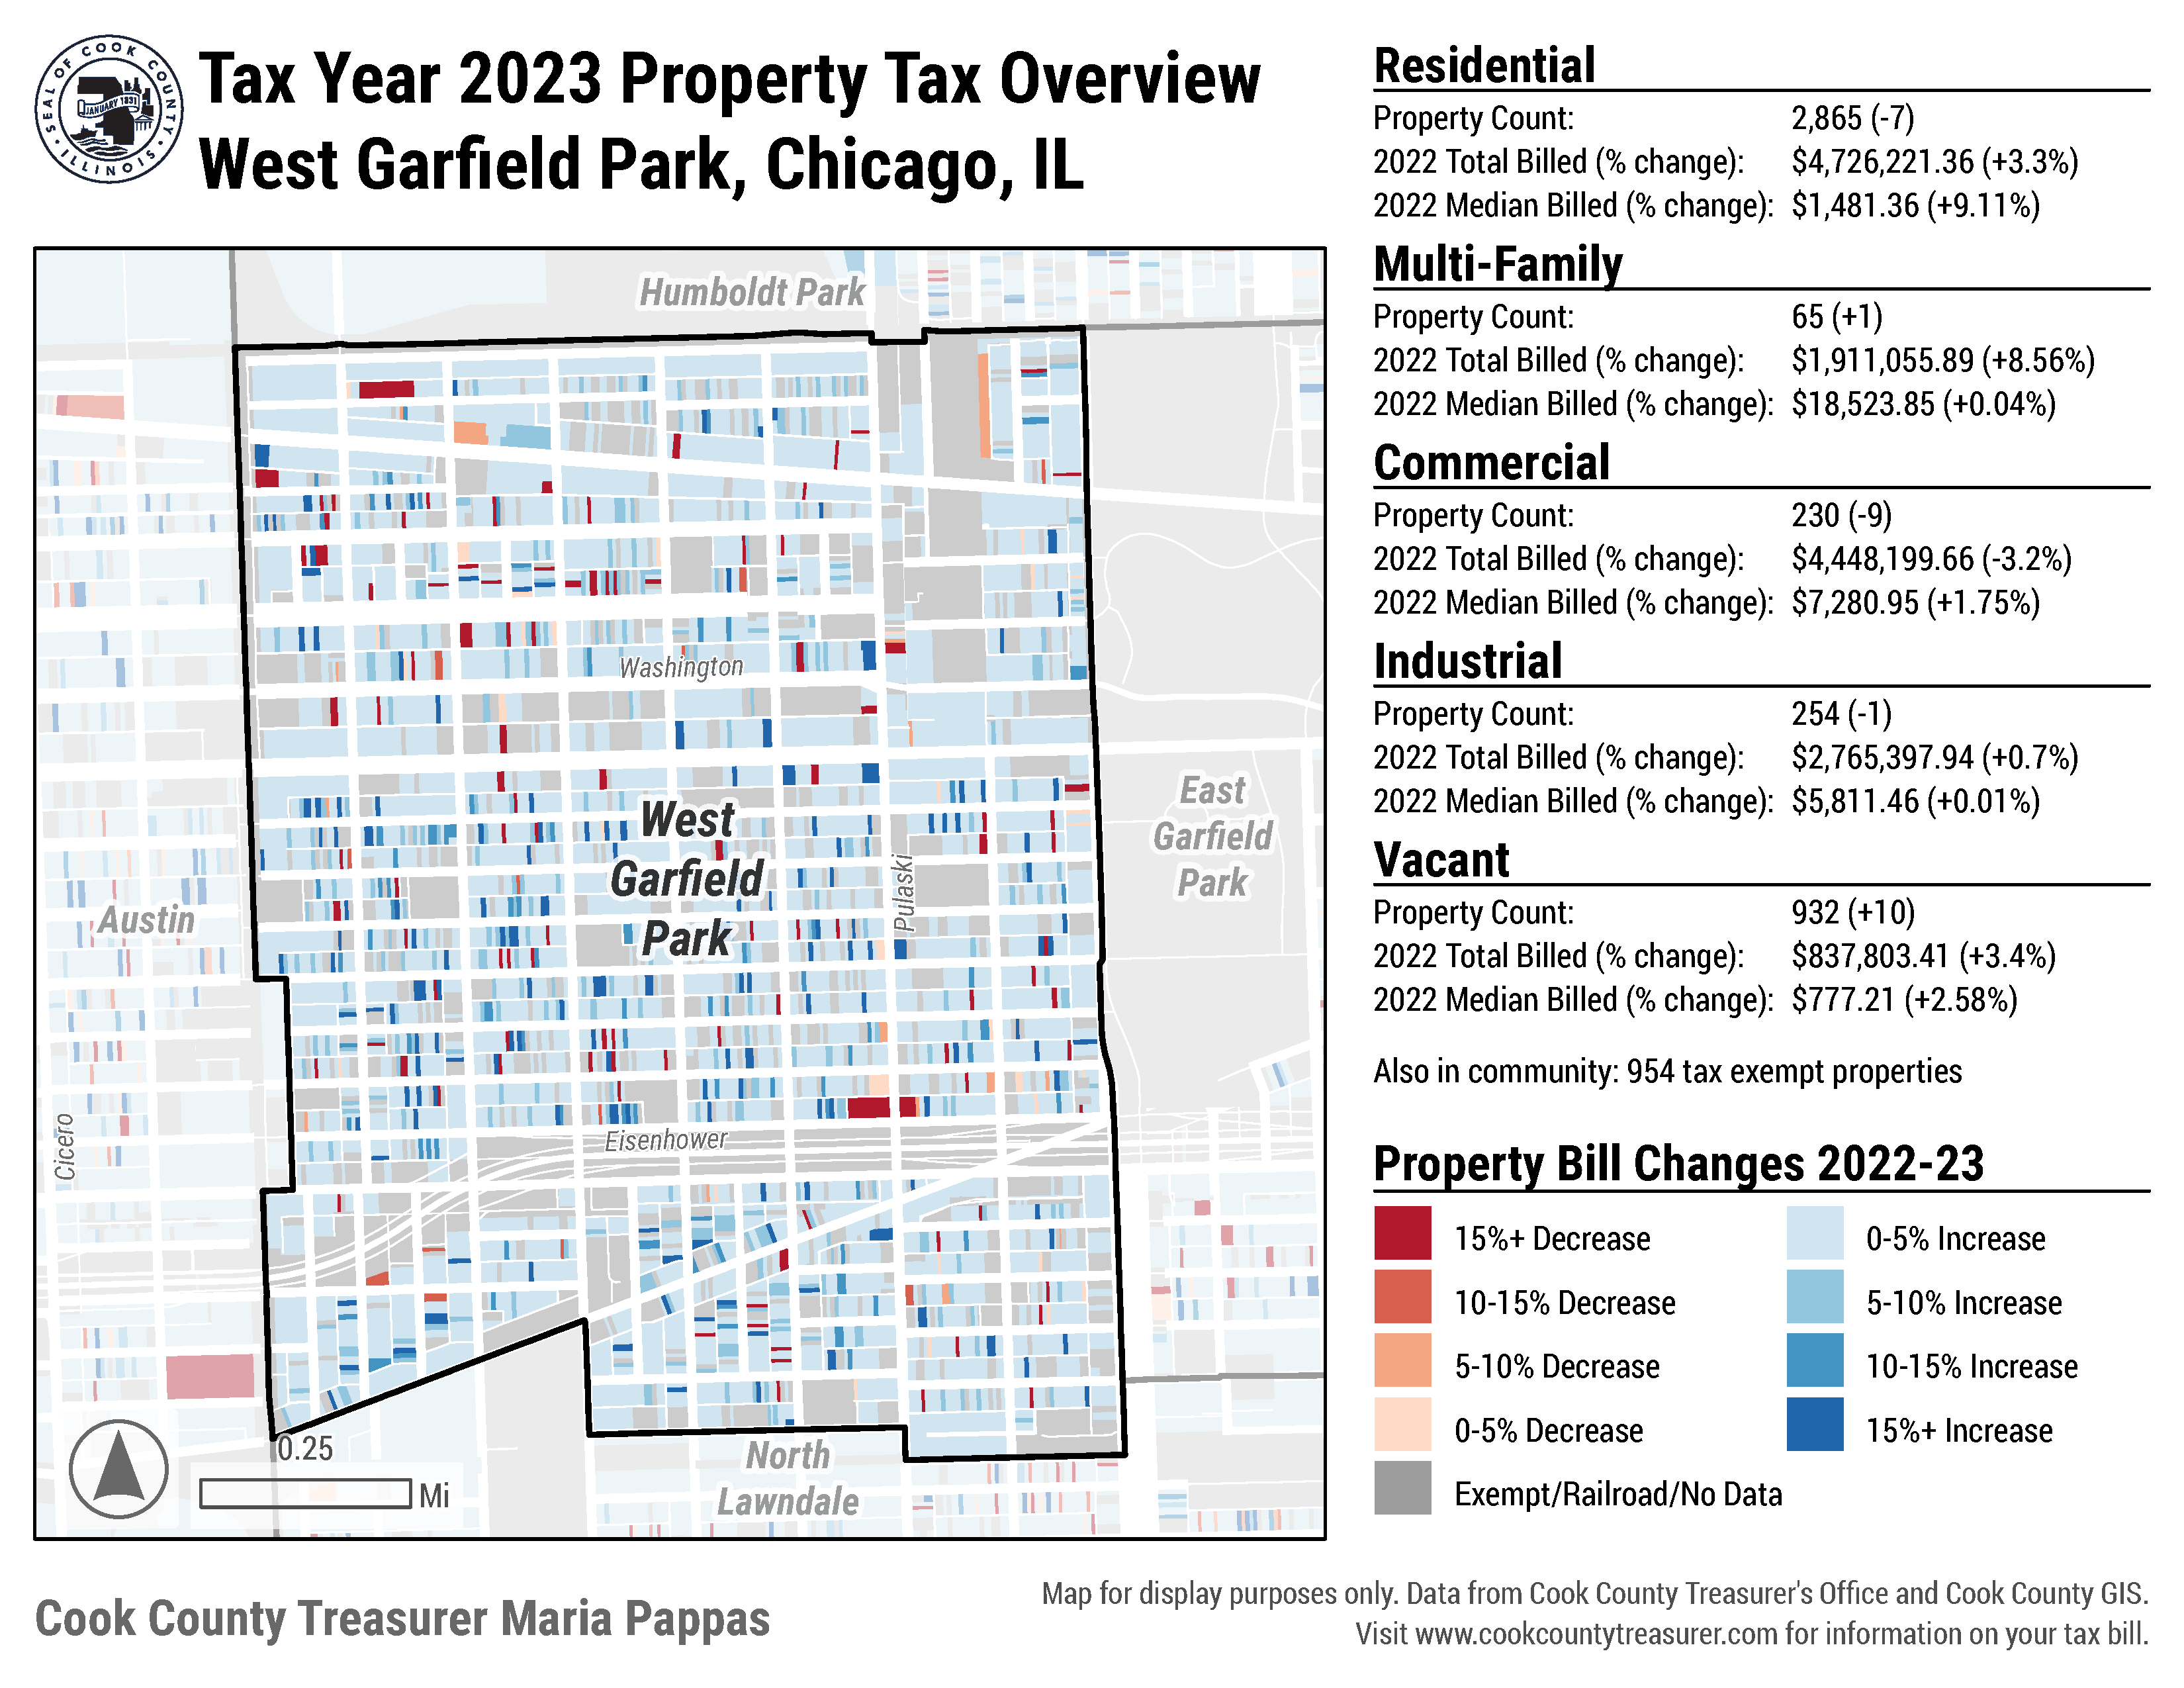 SEAL OF COOK COUNTY
ILLINOIS
JANUARY 1831
Tax Year 2023 Property Tax Overview
West Garfield Park, Chicago, IL
Humboldt Park
Washington
West
Garfield
Park
East
Garfield
Park
Pulaski
Austin
Cicero
Eisenhower
North
Lawndale
0.25
Mi
Residential
Property Count: 2,865 (-7)
2022 Total Billed (% change): $4,726,221.36 (+3.3%)
2022 Median Billed (% change): $1,481.36 (+9.11%)
Multi-Family
Property Count: 65 (+1)
2022 Total Billed (% change): $1,911,055.89 (+8.56%)
2022 Median Billed (% change): $18,523.85 (+0.04%)
Commercial
Property Count: 230 (-9)
2022 Total Billed (% change): $4,448,199.66 (-3.2%)
2022 Median Billed (% change): $7,280.95 (+1.75%)
Industrial
Property Count: 254 (-1)
2022 Total Billed (% change): $2,765,397.94 (+0.7%)
2022 Median Billed (% change): $5,811.46 (+0.01%)
Vacant
Property Count: 932 (+10)
2022 Total Billed (% change): $837,803.41 (+3.4%)
2022 Median Billed (% change): $777.21 (+2.58%)
Also in community: 954 tax exempt properties
Property Bill Changes 2022-23
15%+ Decrease
10-15% Decrease
5-10% Decrease
0-5% Decrease
Exempt/Railroad/No Data
0-5% Increase
5-10% Increase
10-15% Increase
15%+ Increase
Cook County Treasurer Maria Pappas
Map for display purposes only. Data from Cook County Treasurer's Office and Cook County GIS.
Visit www.cookcountytreasurer.com for information on your tax bill.